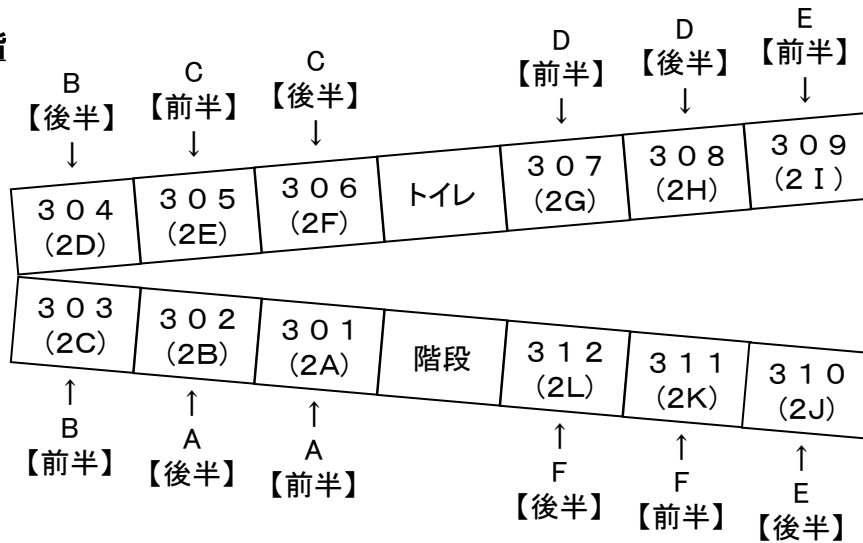 B
【後半】
↓
C
【前半】
↓
C
【後半】
↓
D
【前半】
↓
D
【後半】
↓
E
【前半】
↓
304
(2D)
305
(2E)
306
(2F)
トイレ
307
(2G)
308
(2H)
309
(2I)
303
(2C)
302
(2B)
301
(2A)
階段
312
(2L)
311
(2K)
310
(2J)
↑
B
【前半】
↑
A
【後半】
↑
A
【前半】
↑
F
【後半】
↑
F
【前半】
↑
E
【後半】